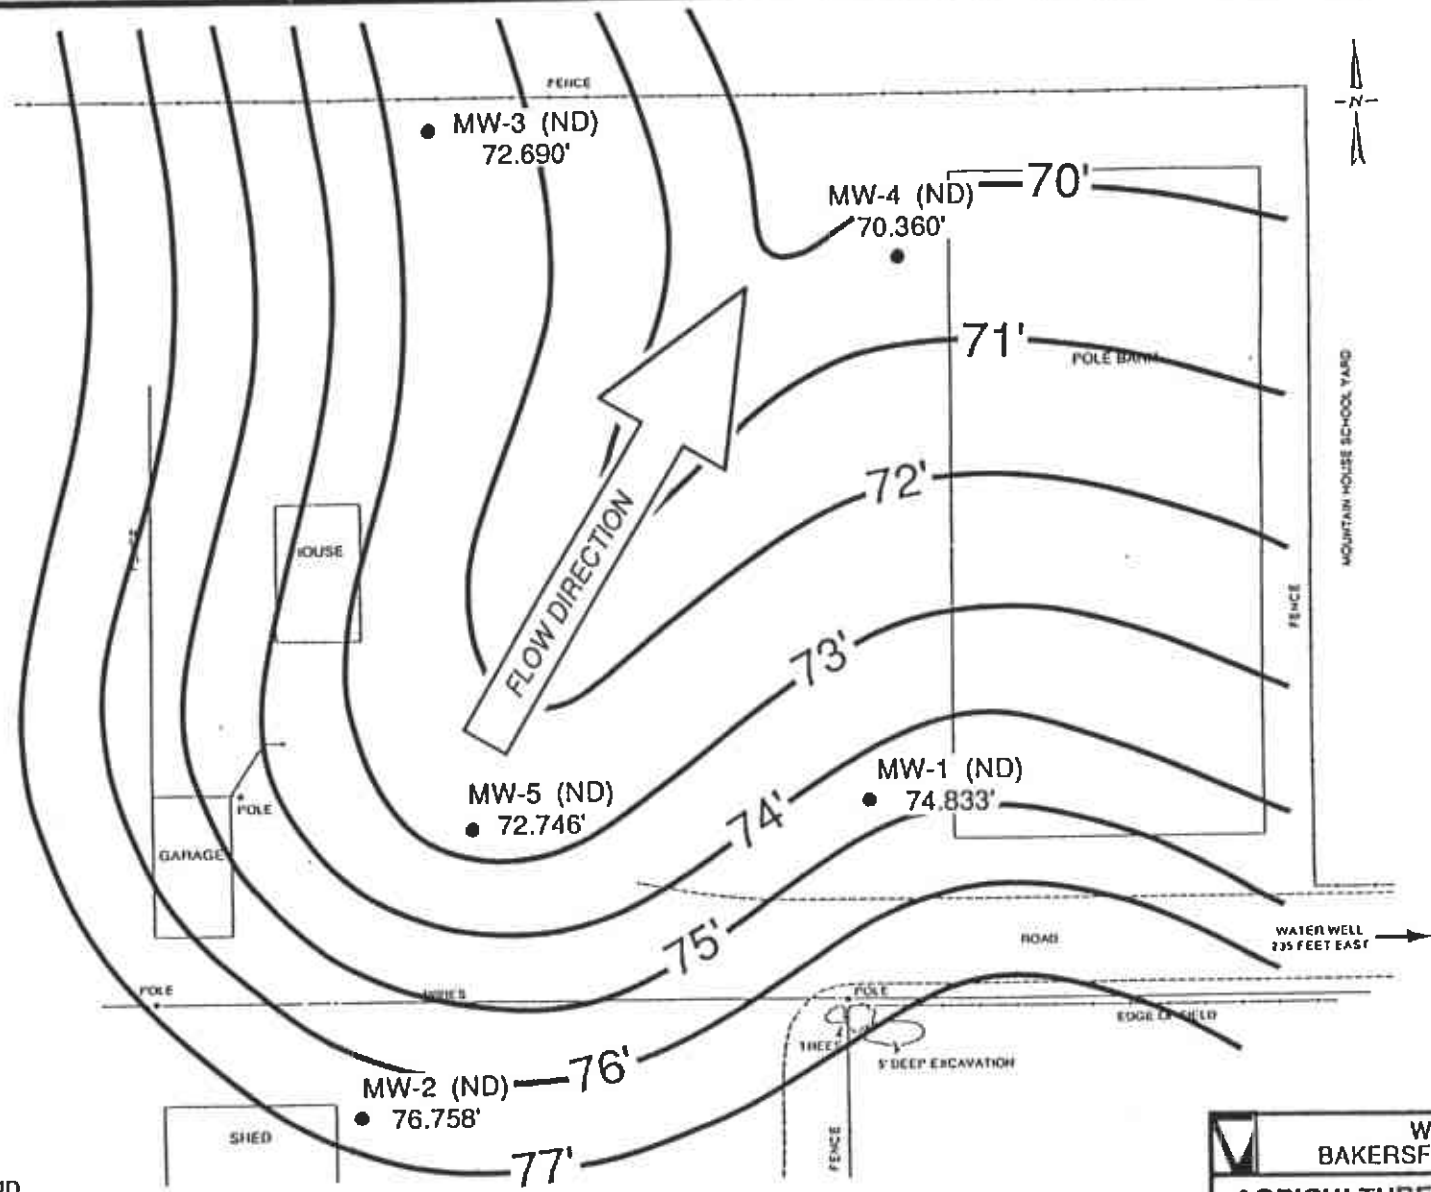 FENCE
-N-
MW-3 (ND)
72.690'
MW-4 (ND)
70.360'
70'
71'
POLE BARN
MOUNTAIN HOUSE SCHOOL YARD
72'
HOUSE
FLOW DIRECTION
FENCE
73'
MW-1 (ND)
74.833'
MW-5 (ND)
72.746'
POLE
74'
GARAGE
75'
ROAD
WATER WELL
235 FEET EAST
POLE
POLE
EDGE OF FIELD
TREES
5' DEEP EXCAVATION
76'
MW-2 (ND)
76.758'
SHED
FENCE
77'
W
BAKERSF